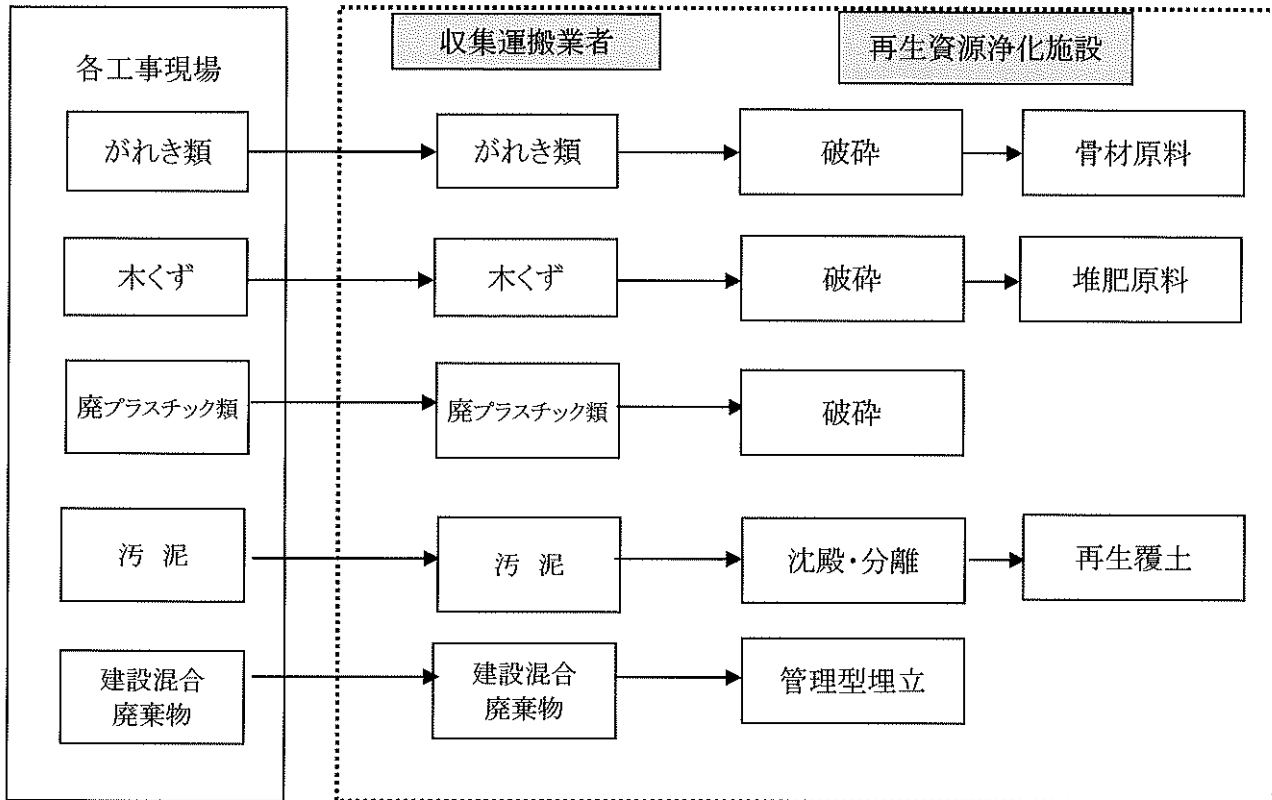 各工事現場
収集運搬業者
再生資源浄化施設
がれき類
がれき類
破砕
骨材原料
木くず
木くず
破砕
堆肥原料
廃プラスチック類
廃プラスチック類
破砕
汚 泥
汚 泥
沈殿・分離
再生覆土
建設混合
廃棄物
建設混合
廃棄物
管理型埋立